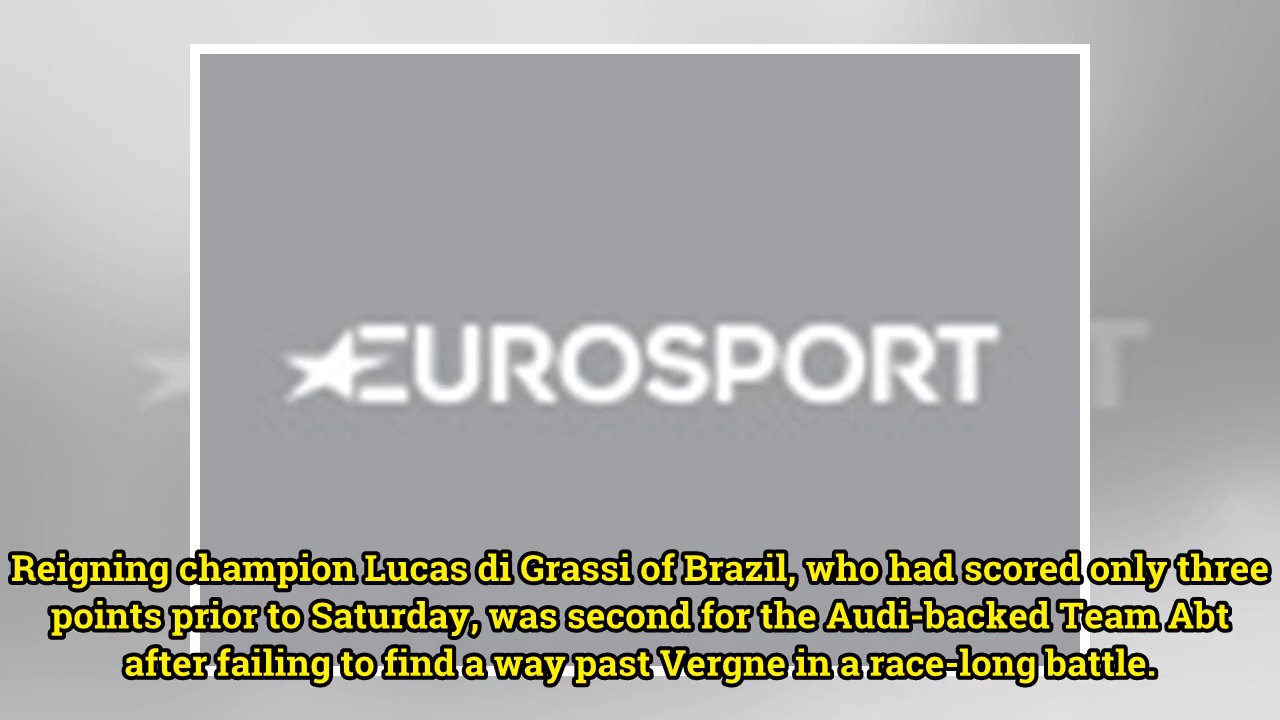 EUROSPORT
Reigning champion Lucas di Grassi of Brazil, who had scored only three
points prior to Saturday, was second for the Audi-backed Team Abt
after failing to find a way past Vergne in a race-long battle.